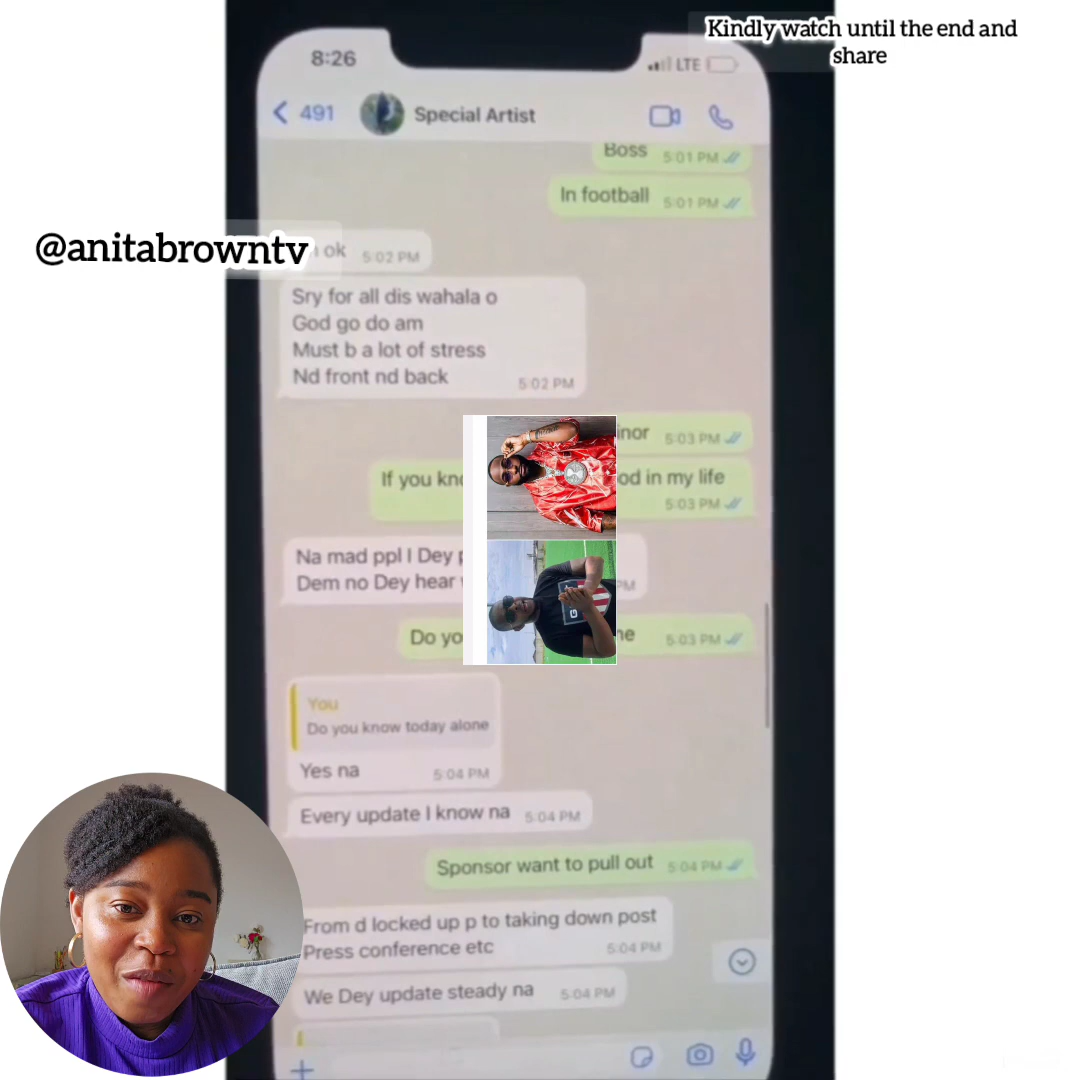 Kindly watch until the end and
share
8:26
LTE
491
Special Artist
Boss 5:01 PM
In football 5:01 PM
@anitabrowntv
ok 5:02 PM
Sry for all dis wahala o
God go do am
Must b a lot of stress
Nd front nd back 5:02 PM
5:03 PM
If you od in my life
5:03 PM
Na mad ppl I Dey
Dem no Dey hear PM
Do 5:03 PM
You
Do you know today alone
Yes na 5:04 PM
Every update I know na 5:04 PM
Sponsor want to pull out 5:04 PM
From d locked up p to taking down post
Press conference etc 5:04 PM
We Dey update steady na 5:04 PM